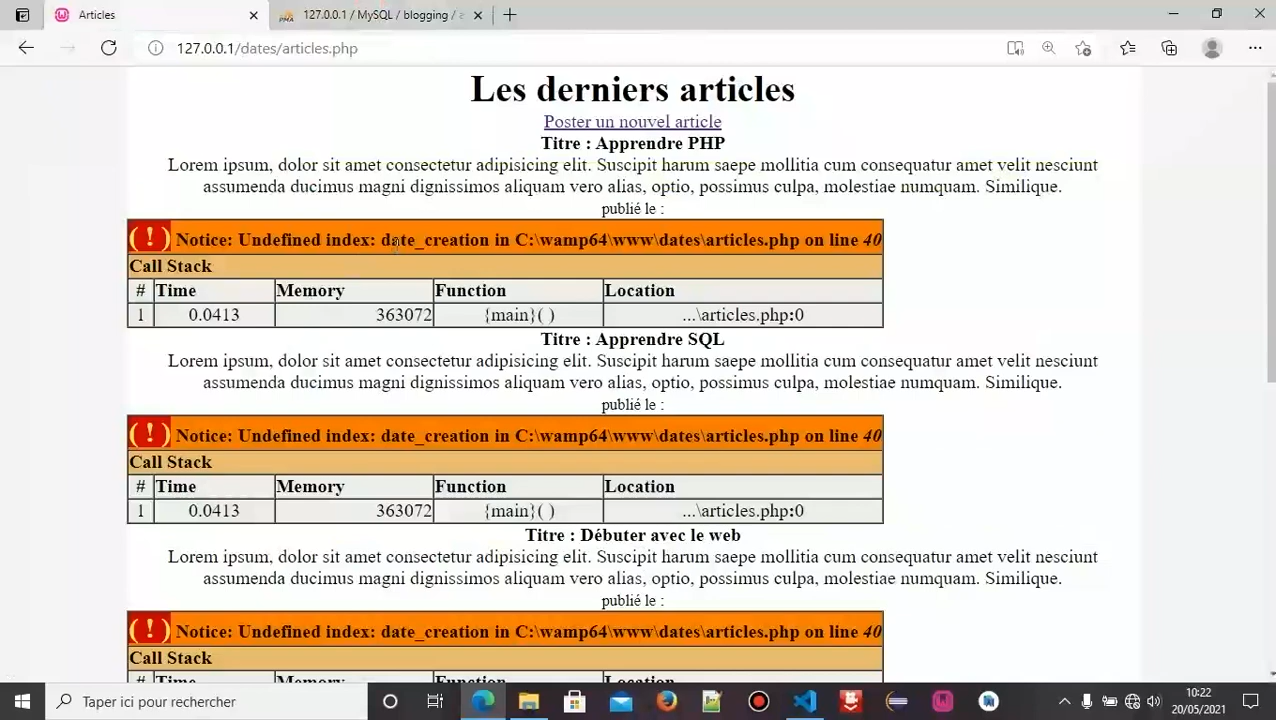 Articles
127.0.0.1 / MySQL / blogging /
127.0.0.1/dates/articles.php
Les derniers articles
Poster un nouvel article
Titre : Apprendre PHP
Lorem ipsum, dolor sit amet consectetur adipisicing elit. Suscipit harum saepe mollitia cum consequatur amet velit nesciunt
assumenda ducimus magni dignissimos aliquam vero alias, optio, possimus culpa, molestiae numquam. Similique.
publié le :
( ! ) Notice: Undefined index: date_creation in C:\wamp64\www\dates\articles.php on line 40
Call Stack
# Time Memory Function Location
1 0.0413 363072 {main}( ) ...\articles.php:0
Titre : Apprendre SQL
Lorem ipsum, dolor sit amet consectetur adipisicing elit. Suscipit harum saepe mollitia cum consequatur amet velit nesciunt
assumenda ducimus magni dignissimos aliquam vero alias, optio, possimus culpa, molestiae numquam. Similique.
publié le :
( ! ) Notice: Undefined index: date_creation in C:\wamp64\www\dates\articles.php on line 40
Call Stack
# Time Memory Function Location
1 0.0413 363072 {main}( ) ...\articles.php:0
Titre : Débuter avec le web
Lorem ipsum, dolor sit amet consectetur adipisicing elit. Suscipit harum saepe mollitia cum consequatur amet velit nesciunt
assumenda ducimus magni dignissimos aliquam vero alias, optio, possimus culpa, molestiae numquam. Similique.
publié le :
( ! ) Notice: Undefined index: date_creation in C:\wamp64\www\dates\articles.php on line 40
Call Stack
# Time Memory Function Location
Taper ici pour rechercher
10:22
20/05/2021